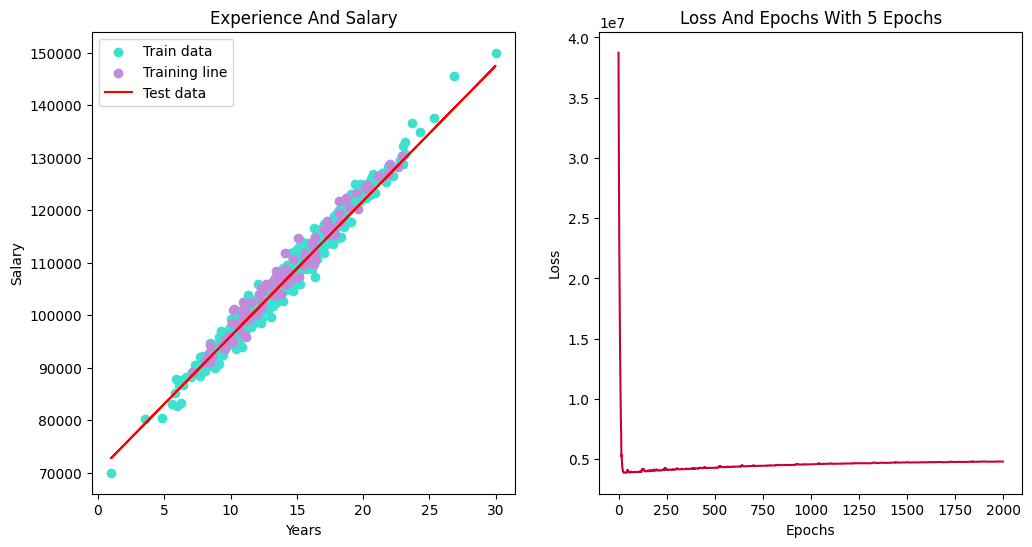 Experience And Salary
Train data
Training line
Test data
150000
140000
130000
120000
110000
100000
90000
80000
70000
Salary
0 5 10 15 20 25 30
Years
Loss And Epochs With 5 Epochs
1e7
4.0
3.5
3.0
2.5
2.0
1.5
1.0
0.5
Loss
0 250 500 750 1000 1250 1500 1750 2000
Epochs